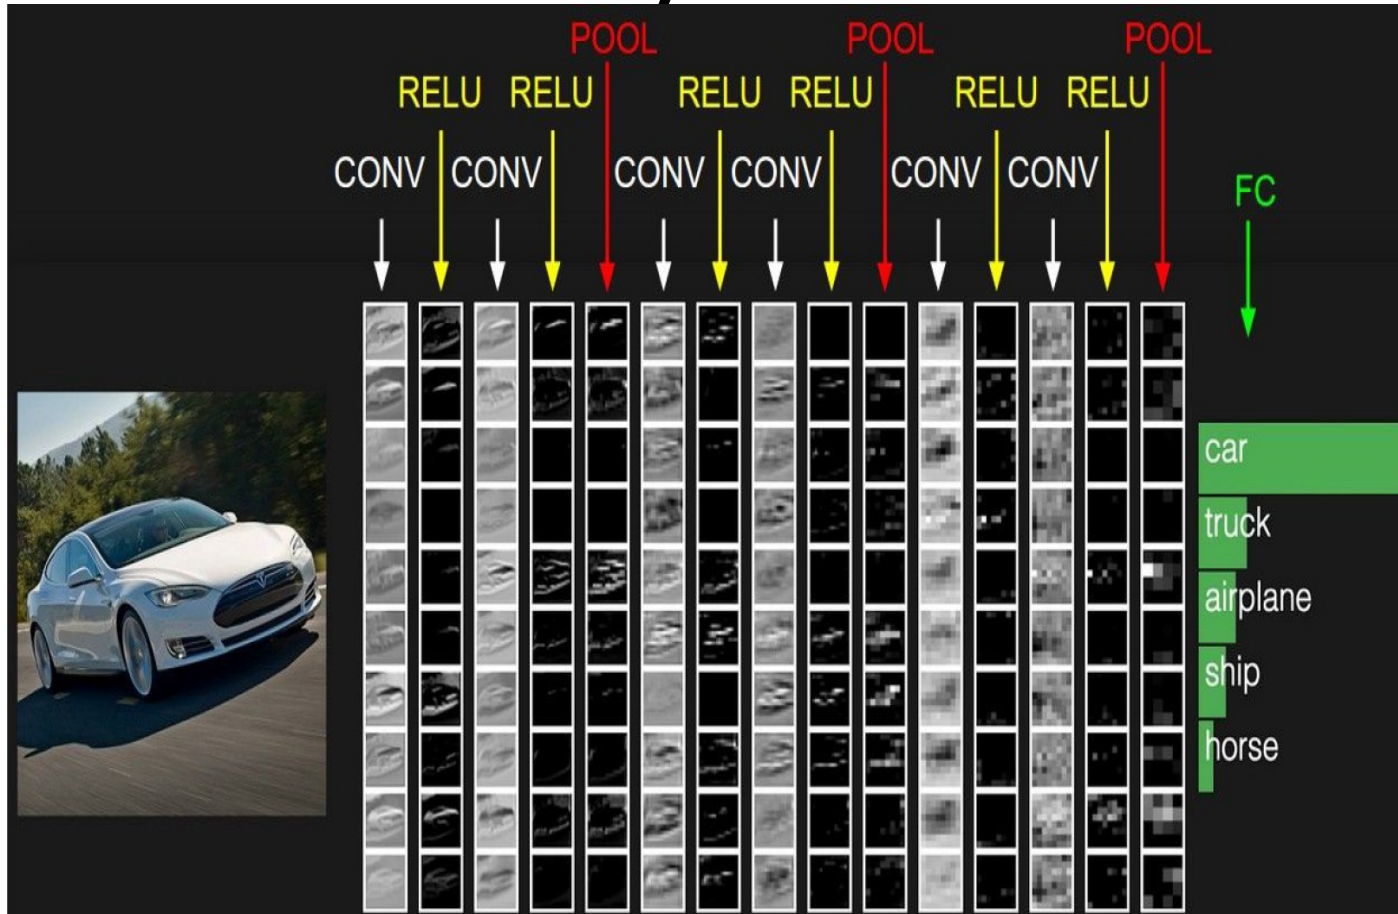 POOL POOL POOL
RELU RELU RELU RELU RELU RELU
CONV CONV CONV CONV CONV CONV
FC
car
truck
airplane
ship
horse